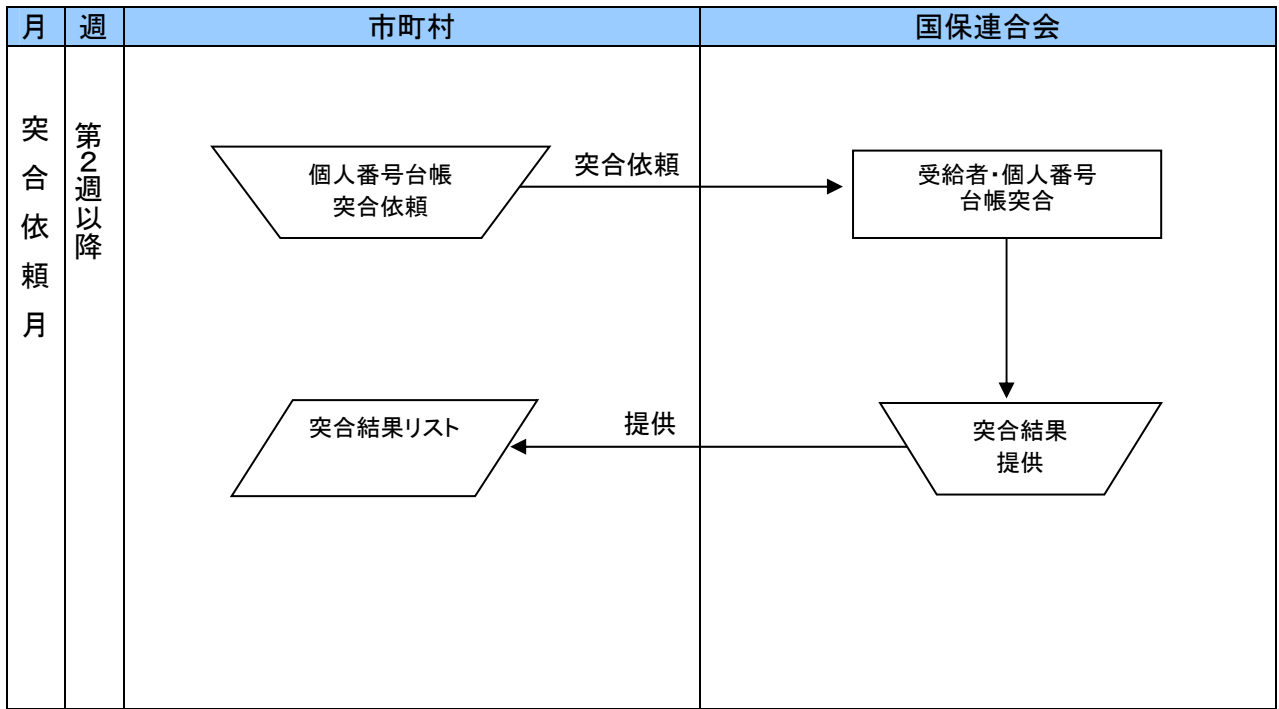 月
週
市町村
国保連合会
突合依頼月
第2週以降
個人番号台帳
突合依頼
突合依頼
受給者・個人番号
台帳突合
突合結果リスト
提供
突合結果
提供